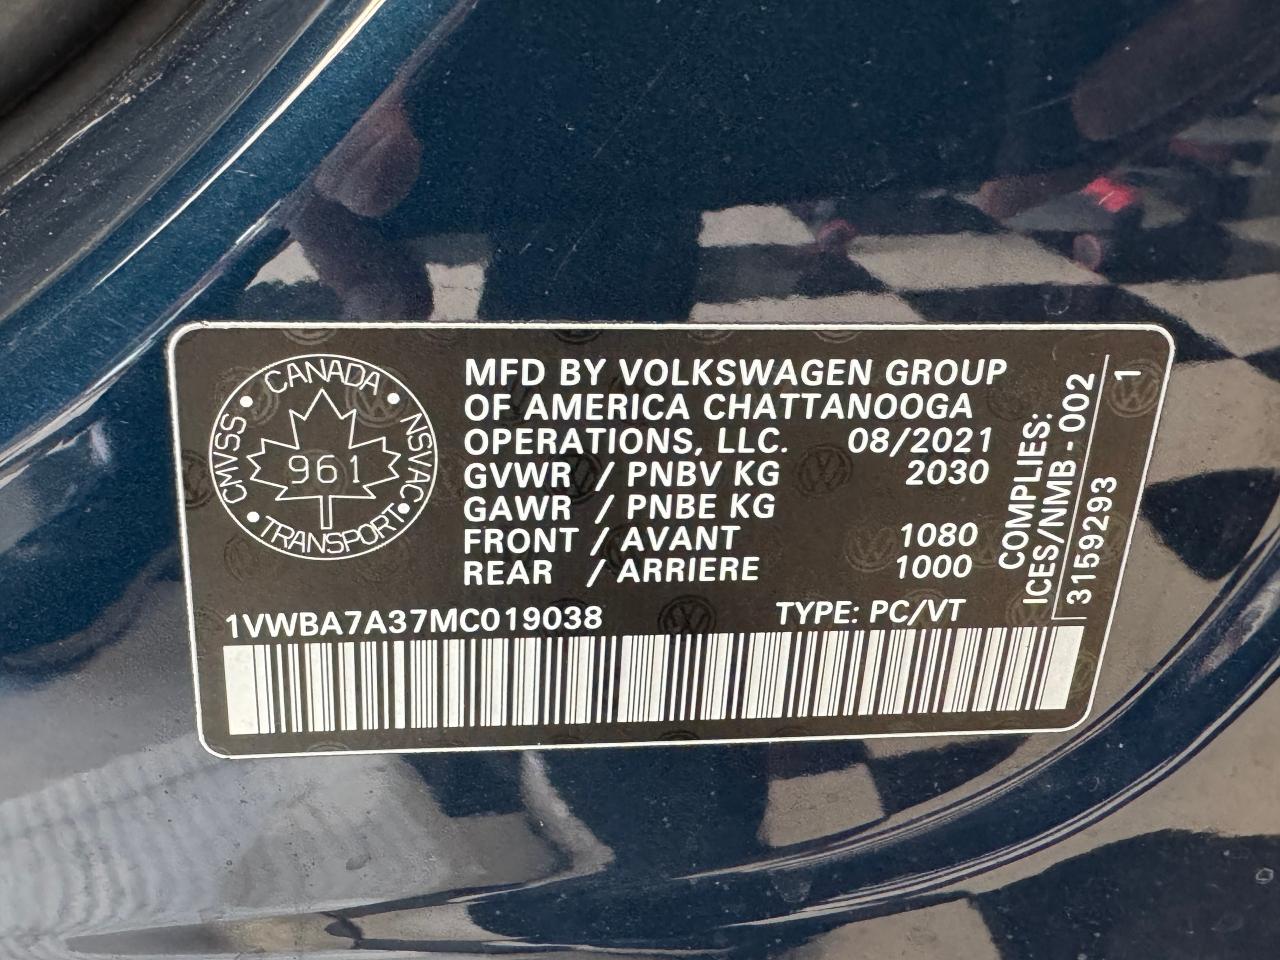 CANADA
CMVSS • • NSVAC
961
• TRANSPORT •
MFD BY VOLKSWAGEN GROUP
OF AMERICA CHATTANOOGA
OPERATIONS, LLC. 08/2021
GVWR / PNBV KG 2030
GAWR / PNBE KG
FRONT / AVANT 1080
REAR / ARRIERE 1000
1VWBA7A37MC019038 TYPE: PC/VT
COMPLIES:
ICES/NMB - 002
3159293 1